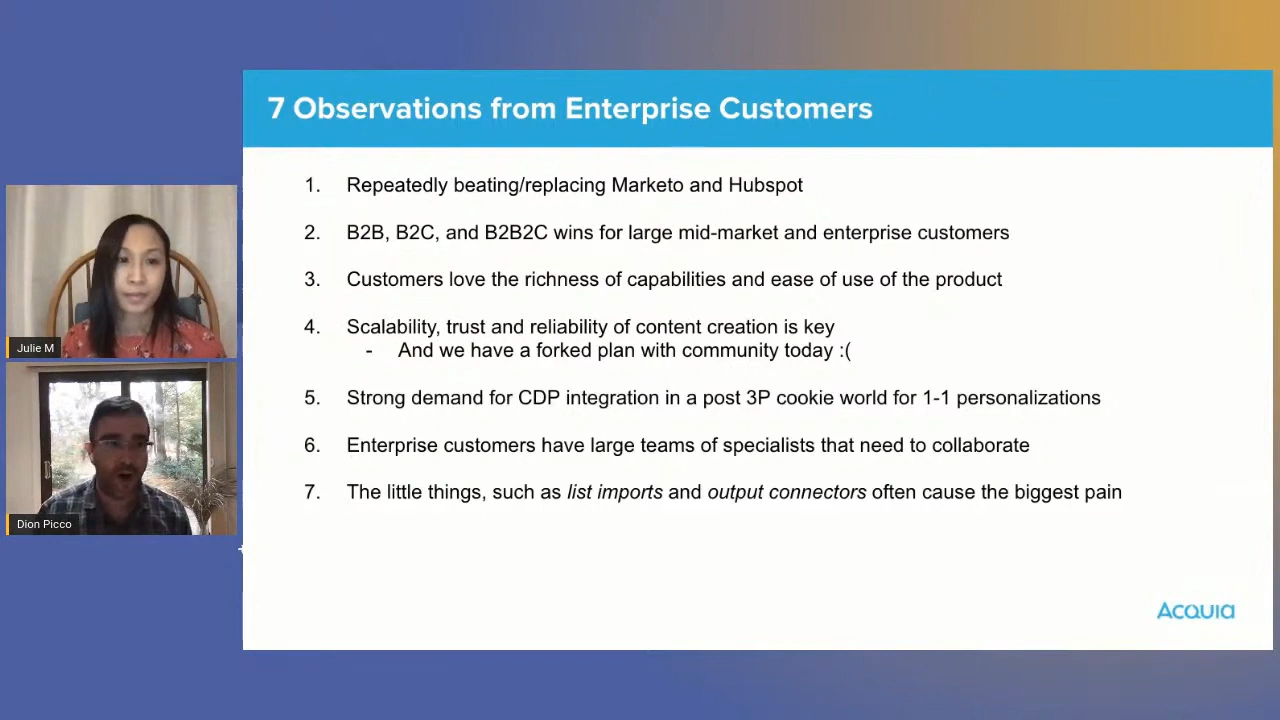 7 Observations from Enterprise Customers
1. Repeatedly beating/replacing Marketo and Hubspot
2. B2B, B2C, and B2B2C wins for large mid-market and enterprise customers
3. Customers love the richness of capabilities and ease of use of the product
4. Scalability, trust and reliability of content creation is key
- And we have a forked plan with community today :(
5. Strong demand for CDP integration in a post 3P cookie world for 1-1 personalizations
6. Enterprise customers have large teams of specialists that need to collaborate
7. The little things, such as list imports and output connectors often cause the biggest pain
Julie M
Dion Picco
Acquia